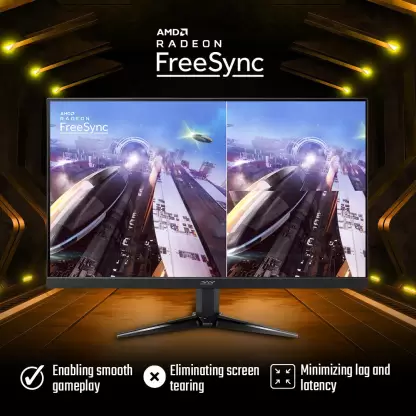 AMD
RADEON
FreeSync
AMD
RADEON
FreeSync
acer
Enabling smooth
gameplay
Eliminating screen
tearing
Minimizing lag and
latency